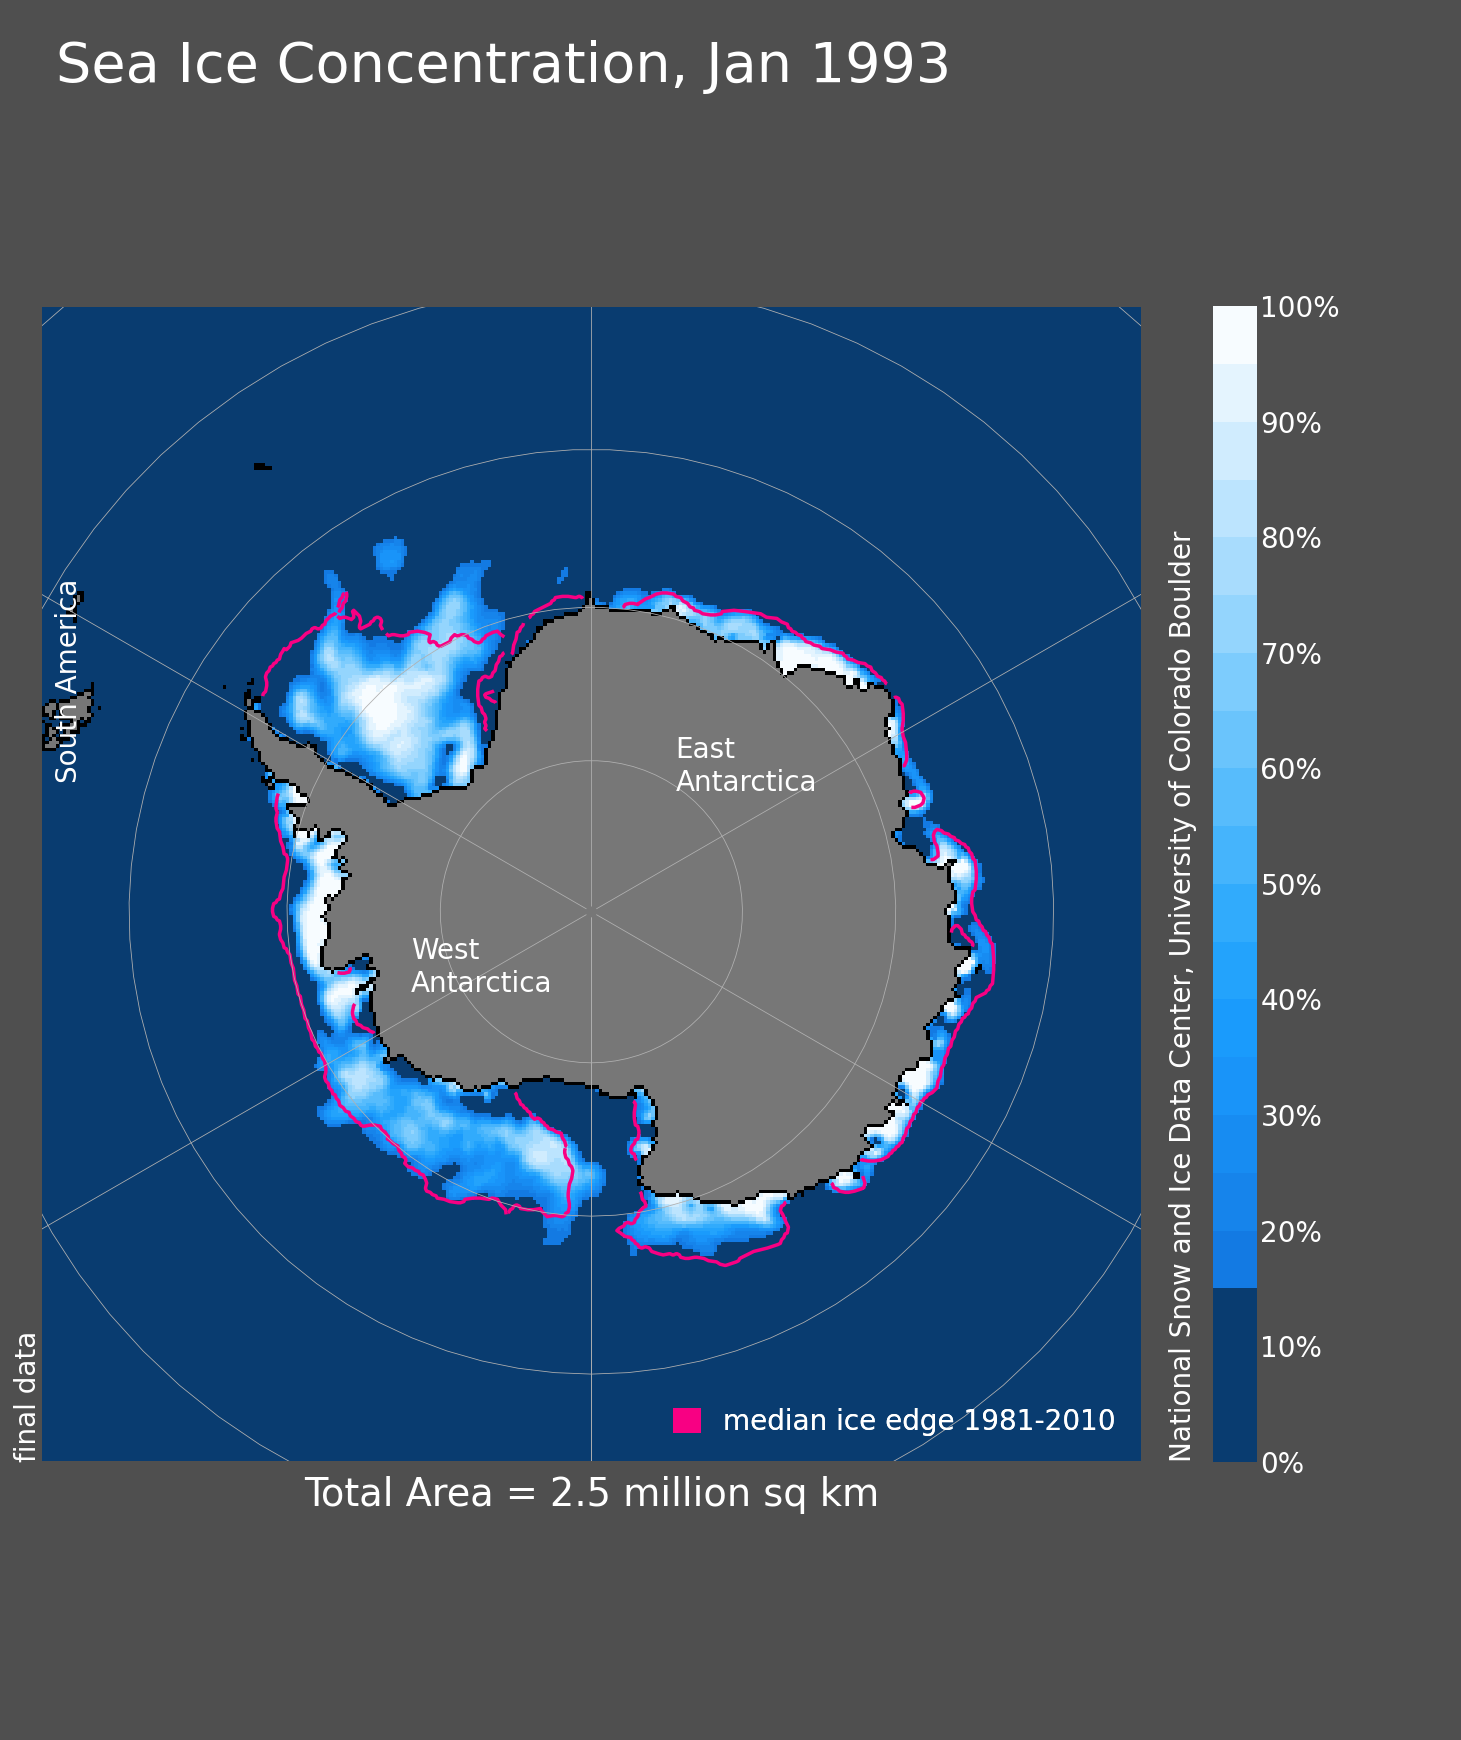 Sea Ice Concentration, Jan 1993
South America
East
Antarctica
West
Antarctica
median ice edge 1981-2010
final data
Total Area = 2.5 million sq km
National Snow and Ice Data Center, University of Colorado Boulder
100%
90%
80%
70%
60%
50%
40%
30%
20%
10%
0%